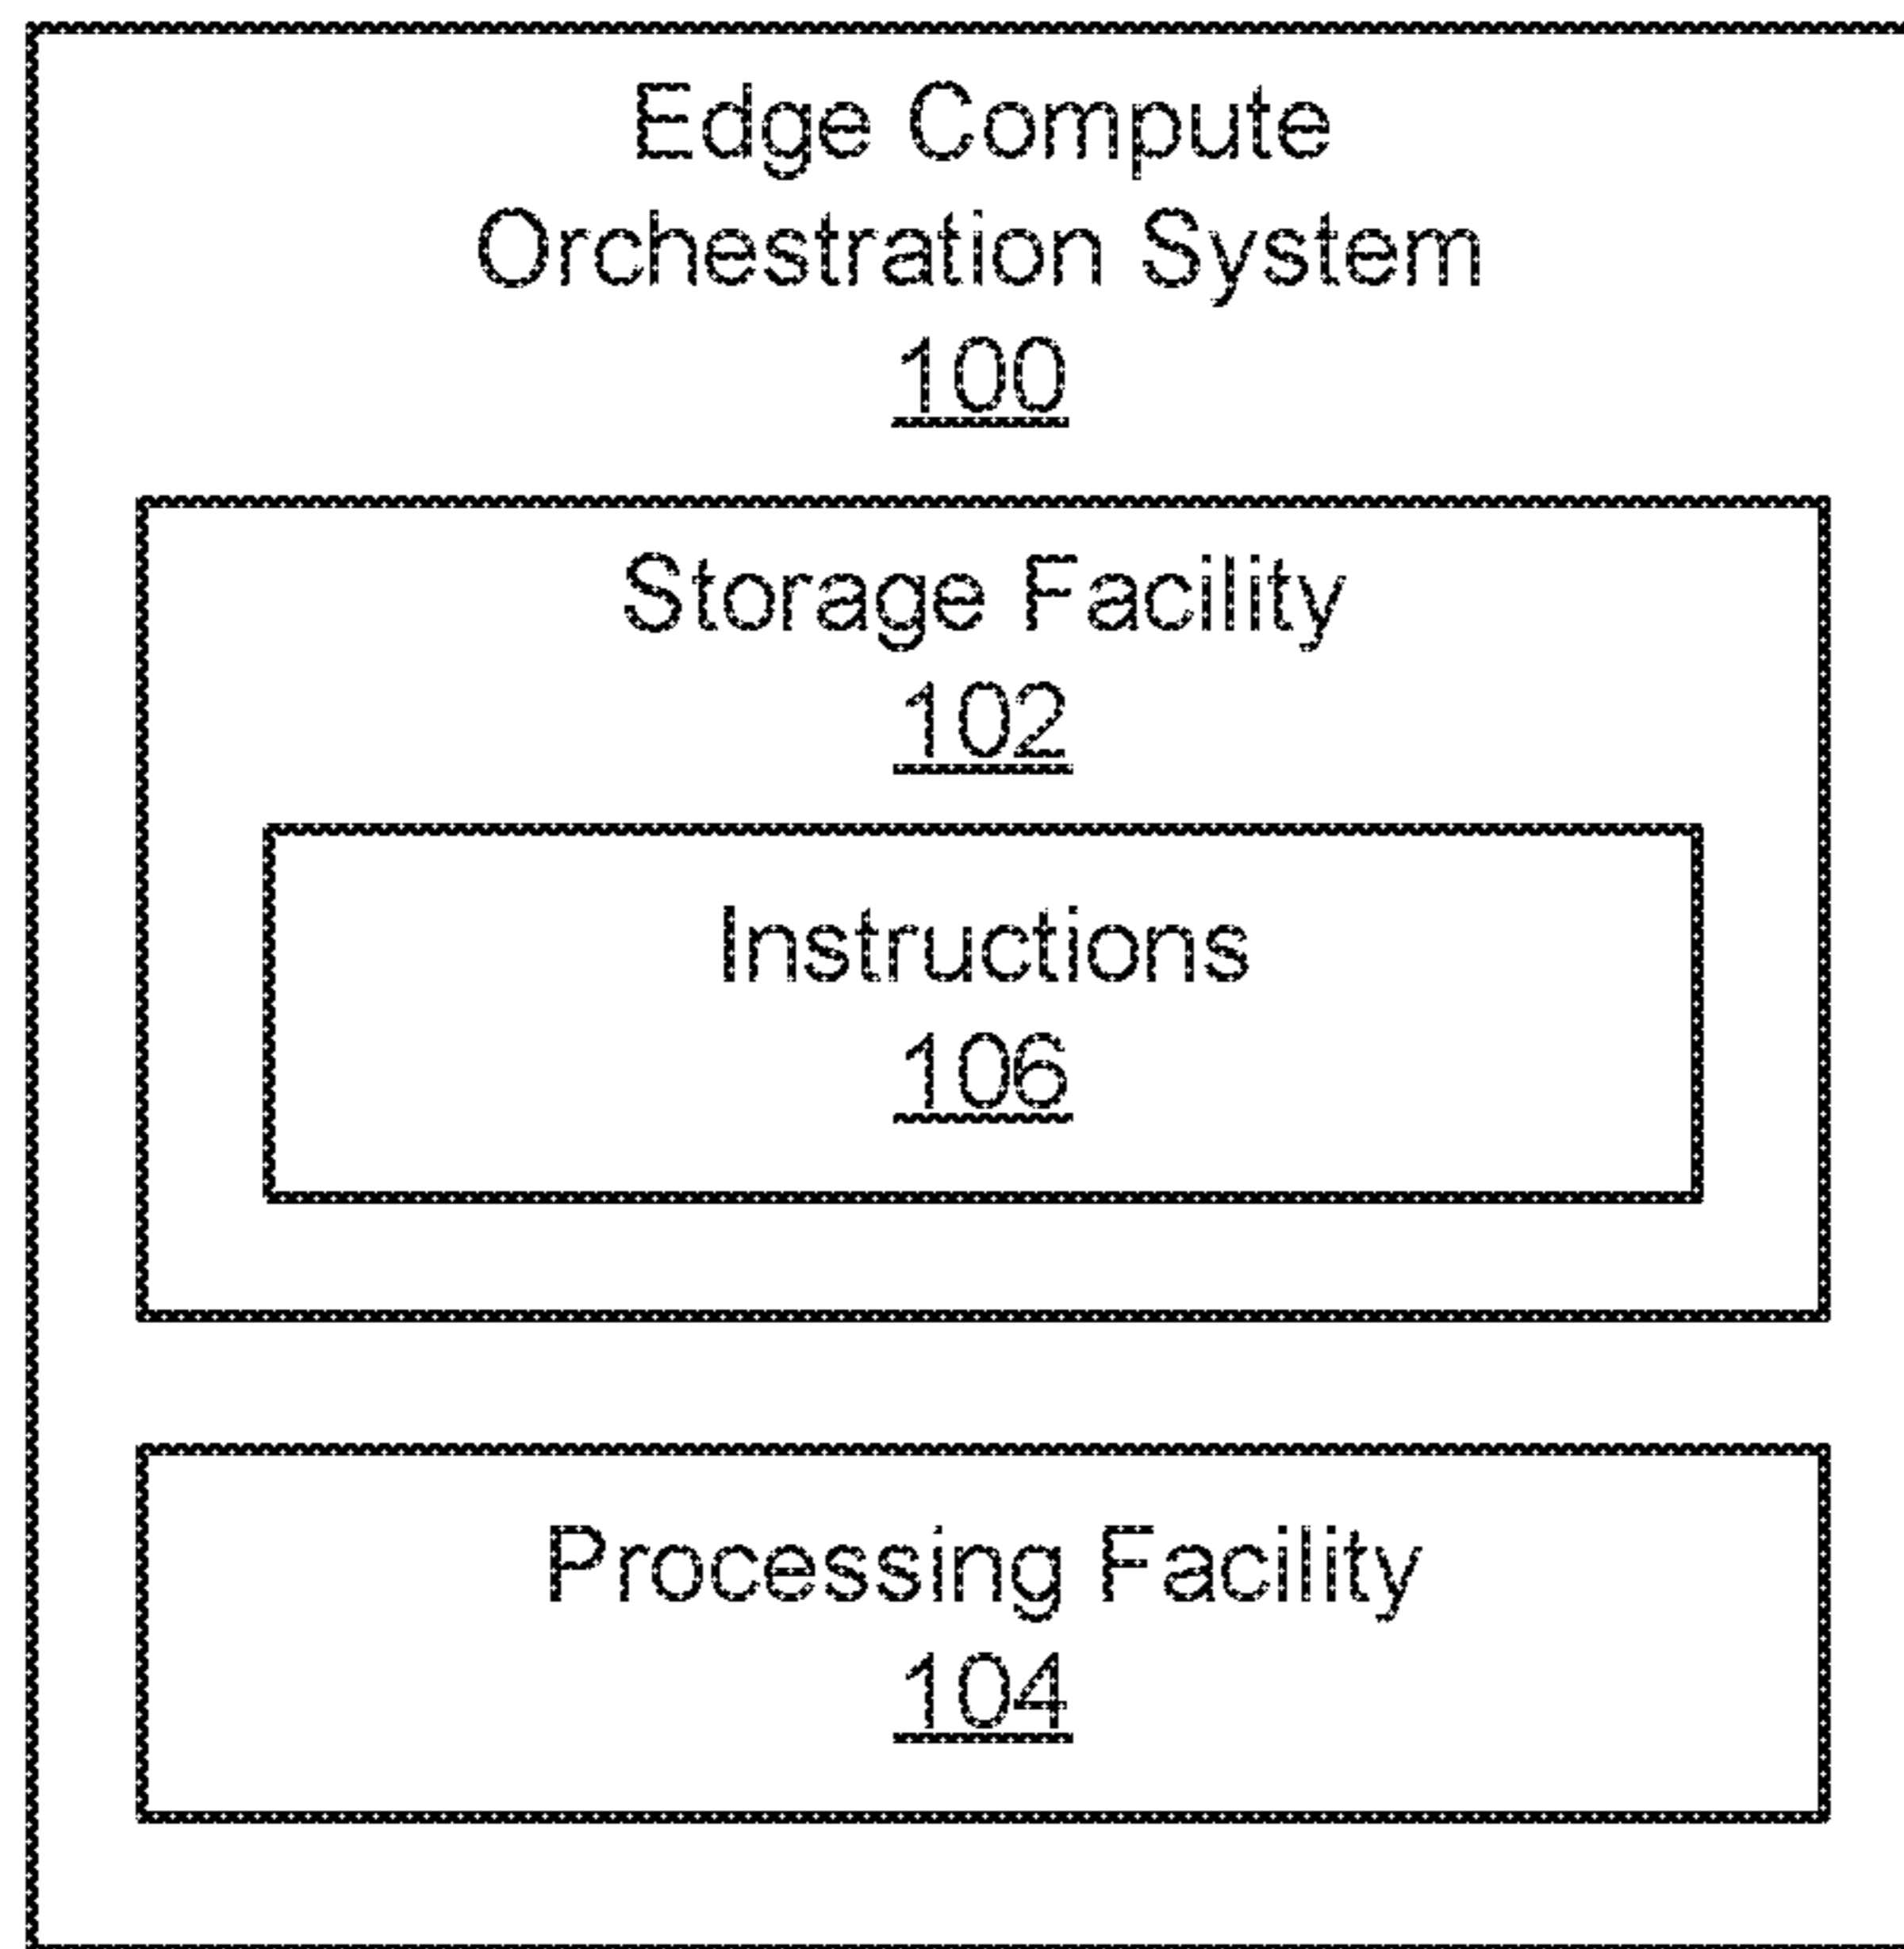 Edge Compute
Orchestration System
100
Storage Facility
102
Instructions
106
Processing Facility
104